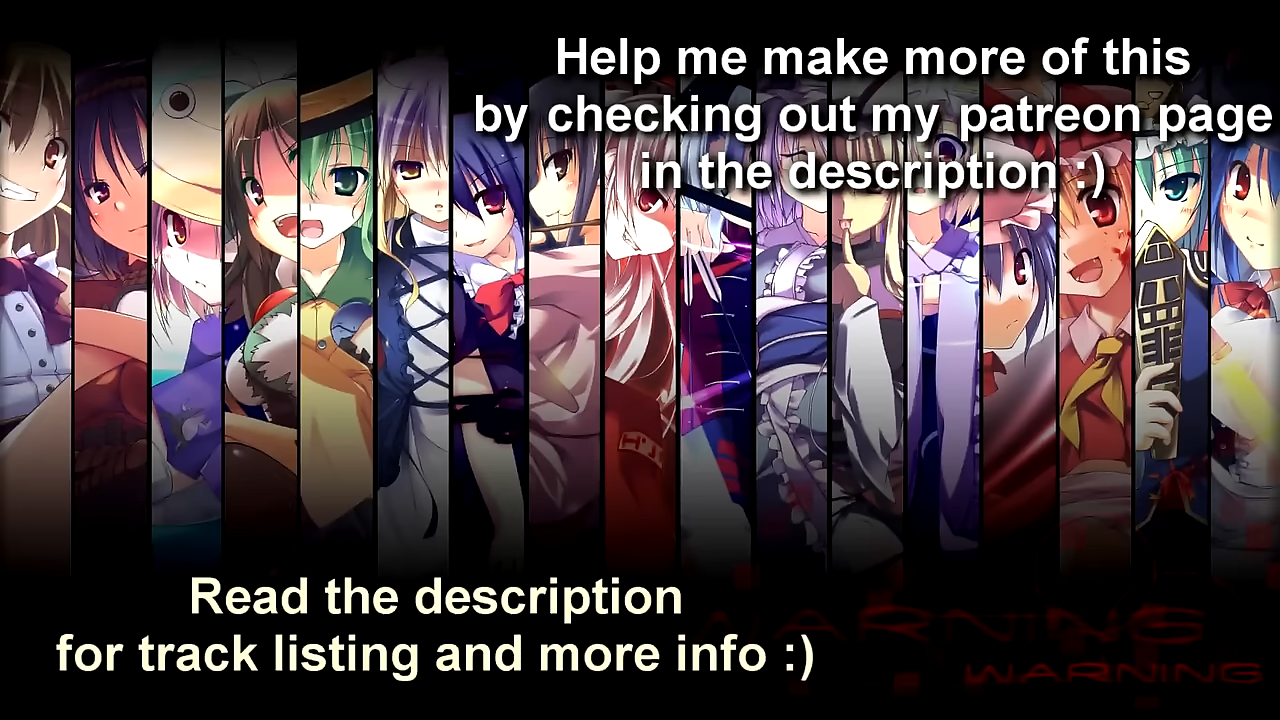 Help me make more of this
by checking out my patreon page
in the description :)
Read the description
for track listing and more info :)
WARNING
WARNING